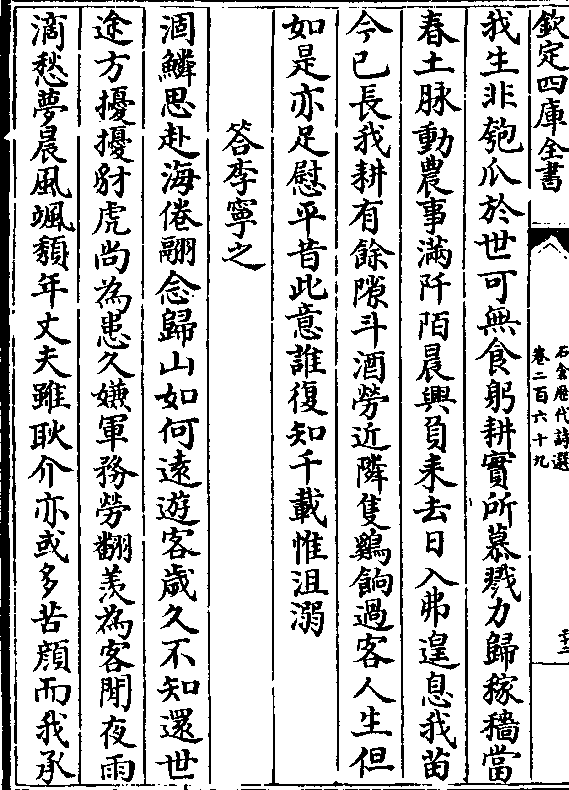 欽定四庫全書
石倉歴代詩選
卷二百六十九
我生非匏瓜於世可無食躬耕實所慕戮力歸稼穡當
春土脉動農事滿阡陌晨興負耒去日入弗遑息我苗
今已長我耕有餘隙斗酒勞近隣隻鷄餉過客人生但
如是亦足慰平昔此意誰復知千載惟沮溺
答李寧之
涸鱗思赴海倦翮念歸山如何逺遊客歳久不知還世
途方擾擾豺虎尚為患久嫌軍務勞翻羨為客閒夜雨
滴愁夢晨風颯頽年丈夫雖耿介亦或多苦顔而我承